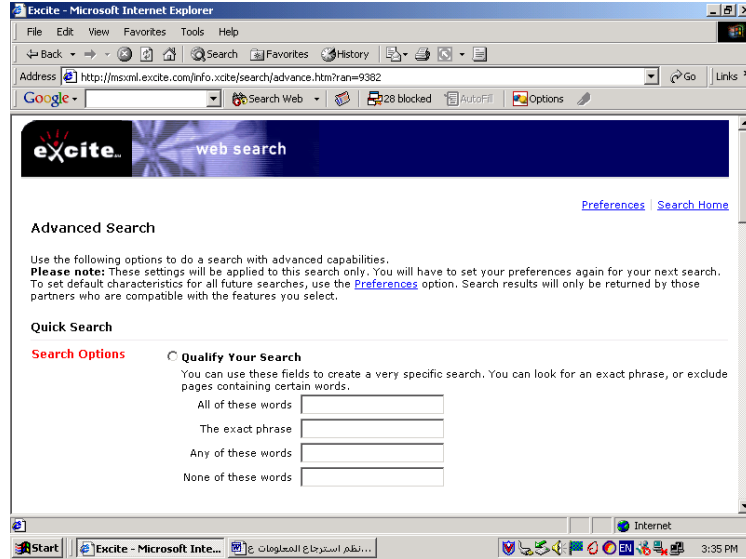 Excite - Microsoft Internet Explorer
File Edit View Favorites Tools Help
Back Search Favorites History
Address http://msxml.excite.com/info.xcite/search/advance.htm?ran=9382 Go Links
Google Search Web 28 blocked AutoFill Options
excite web search
Preferences | Search Home
Advanced Search
Use the following options to do a search with advanced capabilities.
Please note: These settings will be applied to this search only. You will have to set your preferences again for your next search.
To set default characteristics for all future searches, use the Preferences option. Search results will only be returned by those
partners who are compatible with the features you select.
Quick Search
Search Options Qualify Your Search
You can use these fields to create a very specific search. You can look for an exact phrase, or exclude
pages containing certain words.
All of these words
The exact phrase
Any of these words
None of these words
Internet
Start Excite - Microsoft Inte... نظم استرجاع المعلومات ع... EN 3:35 PM